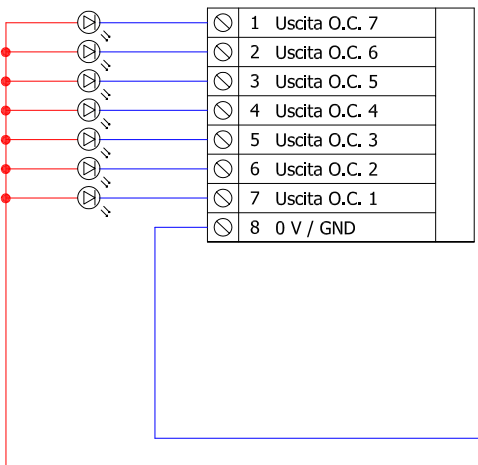 1 Uscita O.C. 7
2 Uscita O.C. 6
3 Uscita O.C. 5
4 Uscita O.C. 4
5 Uscita O.C. 3
6 Uscita O.C. 2
7 Uscita O.C. 1
8 0 V / GND